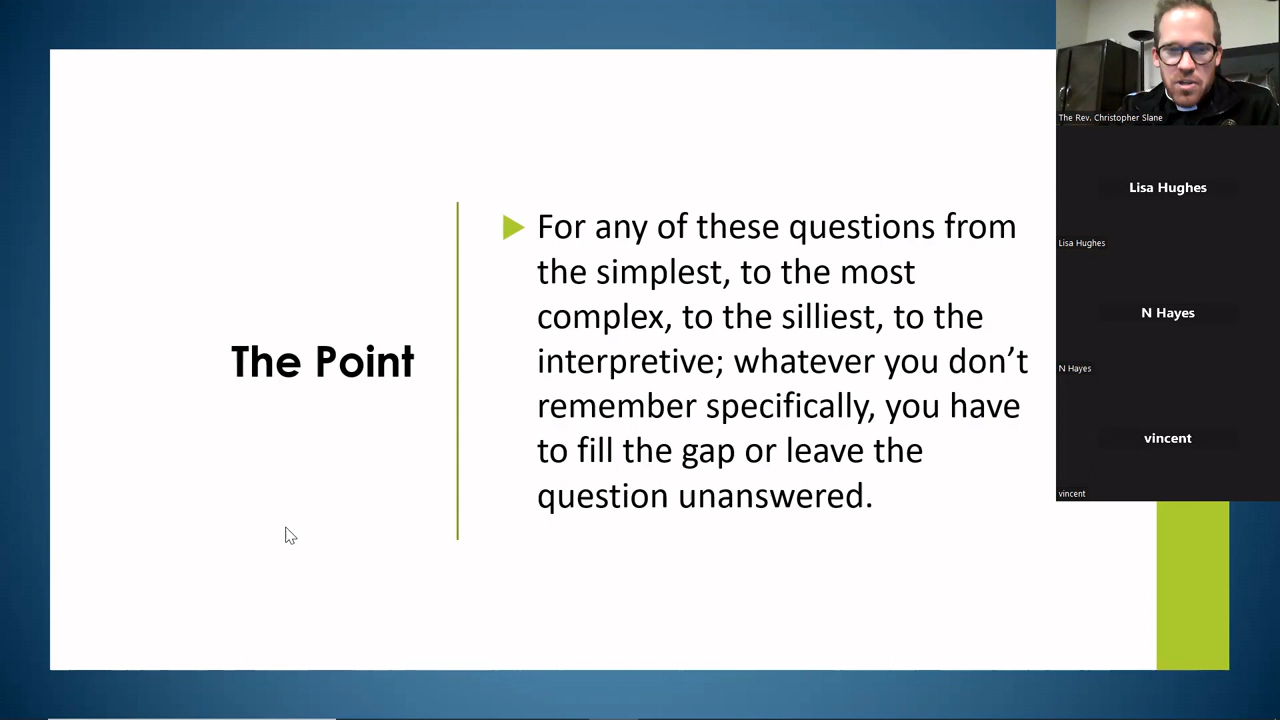 The Point
For any of these questions from
the simplest, to the most
complex, to the silliest, to the
interpretive; whatever you don’t
remember specifically, you have
to fill the gap or leave the
question unanswered.
The Rev. Christopher Slane
Lisa Hughes
Lisa Hughes
N Hayes
N Hayes
vincent
vincent